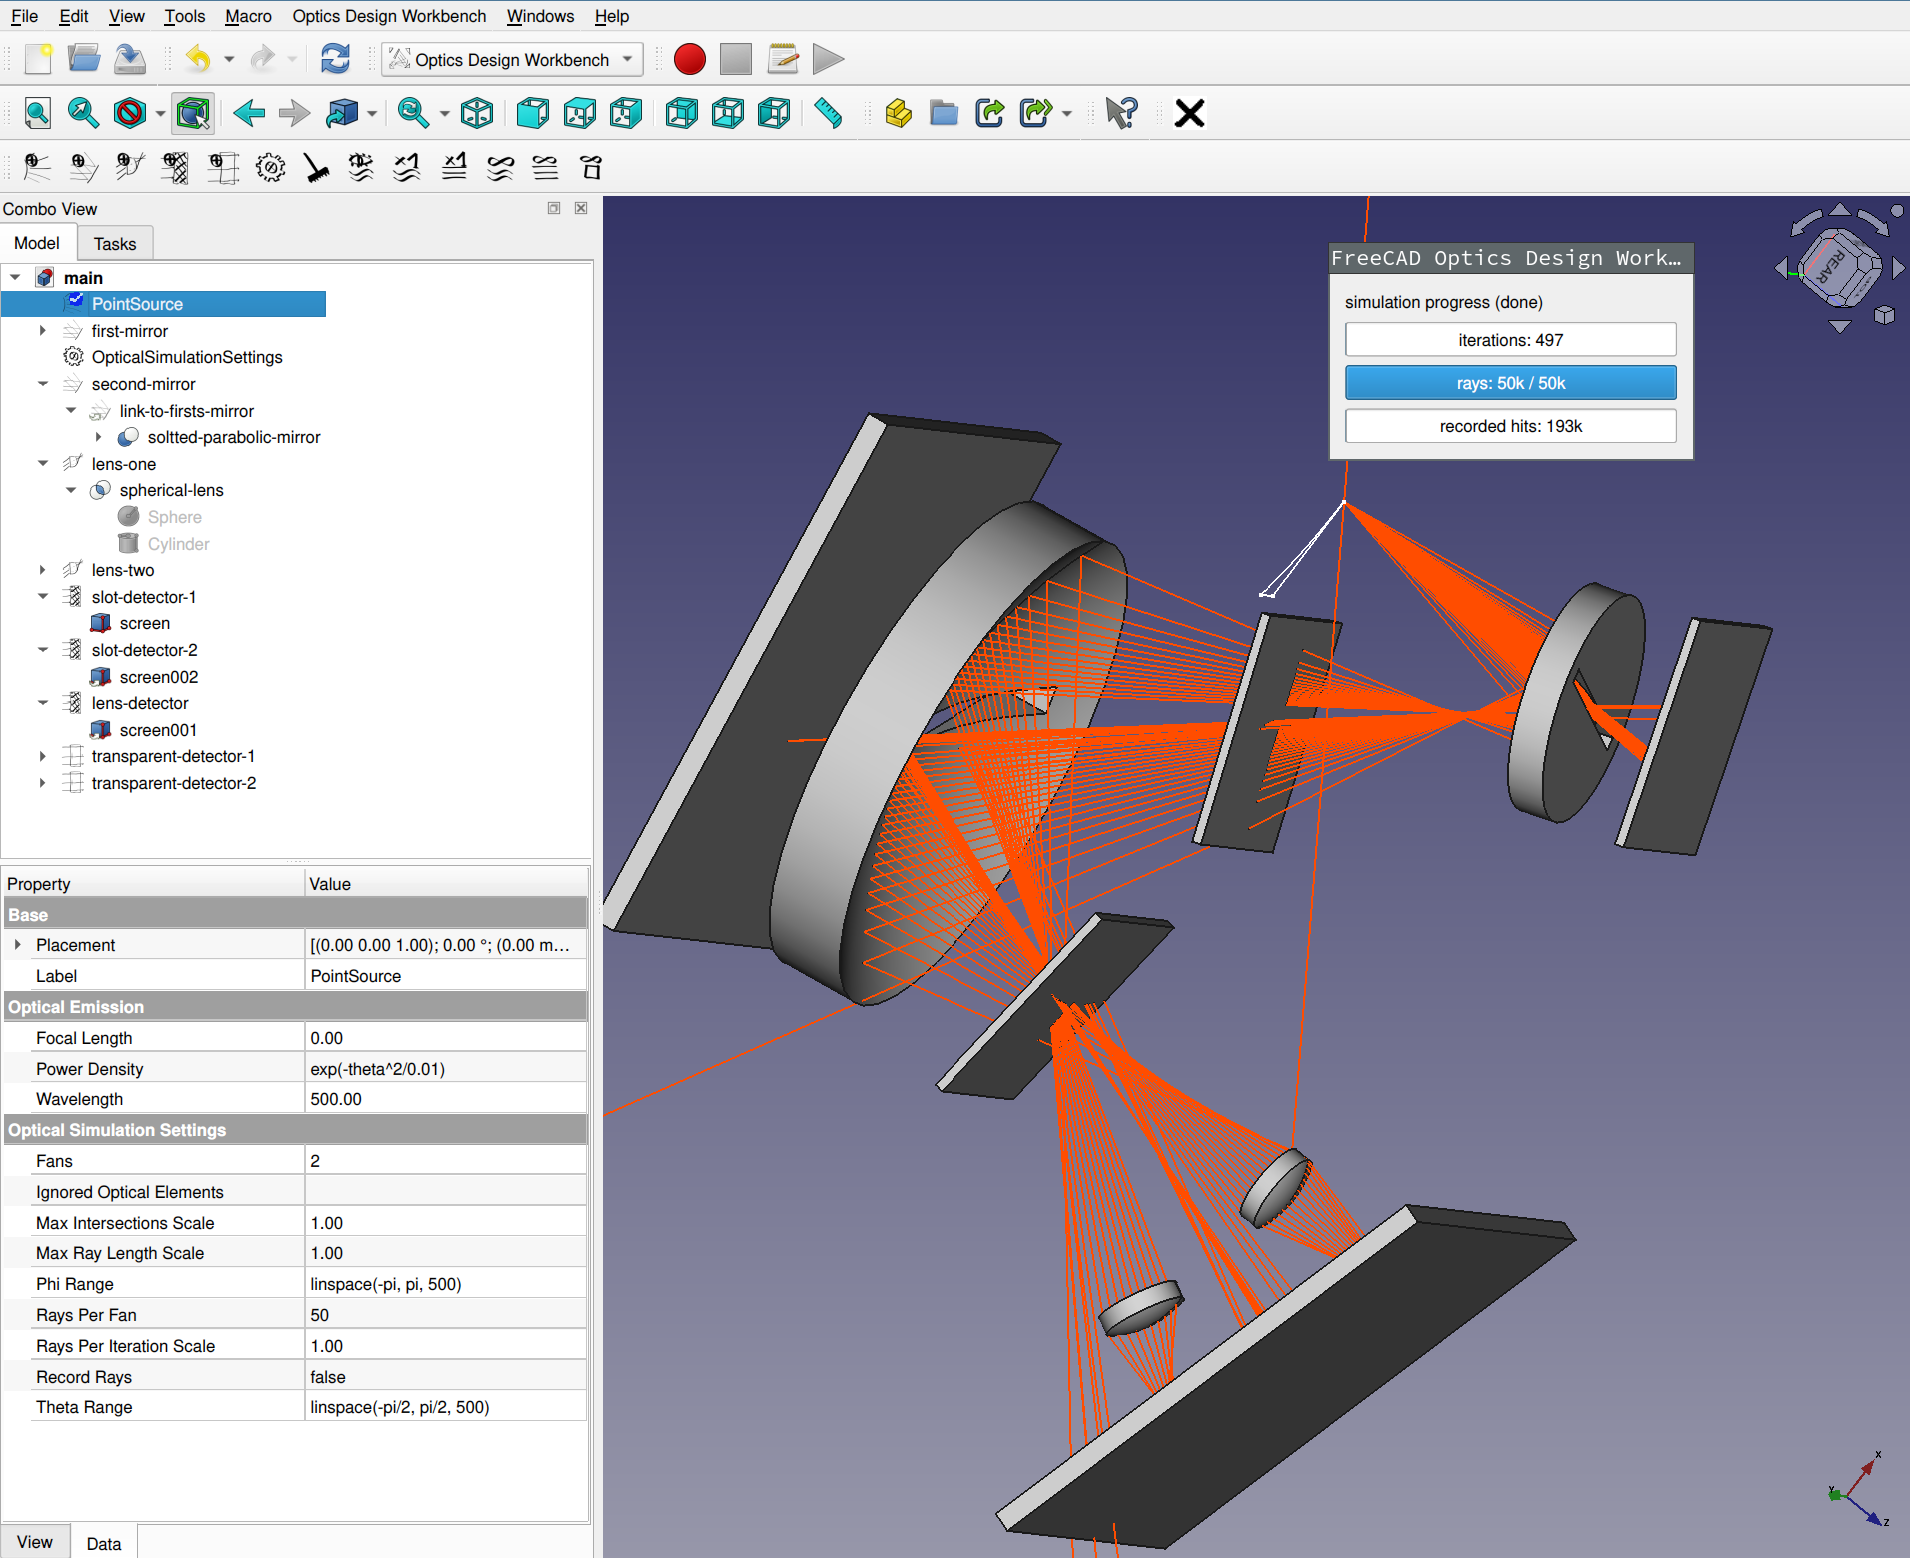 File Edit View Tools Macro Optics Design Workbench Windows Help
Optics Design Workbench
Combo View
Model Tasks
main
PointSource
first-mirror
OpticalSimulationSettings
second-mirror
link-to-firsts-mirror
soltted-parabolic-mirror
lens-one
spherical-lens
Sphere
Cylinder
lens-two
slot-detector-1
screen
slot-detector-2
screen002
lens-detector
screen001
transparent-detector-1
transparent-detector-2
Property Value
Base
Placement [(0.00 0.00 1.00); 0.00 °; (0.00 m...
Label PointSource
Optical Emission
Focal Length 0.00
Power Density exp(-theta^2/0.01)
Wavelength 500.00
Optical Simulation Settings
Fans 2
Ignored Optical Elements
Max Intersections Scale 1.00
Max Ray Length Scale 1.00
Phi Range linspace(-pi, pi, 500)
Rays Per Fan 50
Rays Per Iteration Scale 1.00
Record Rays false
Theta Range linspace(-pi/2, pi/2, 500)
View Data
FreeCAD Optics Design Work...
simulation progress (done)
iterations: 497
rays: 50k / 50k
recorded hits: 193k
REAR
x
Y
z